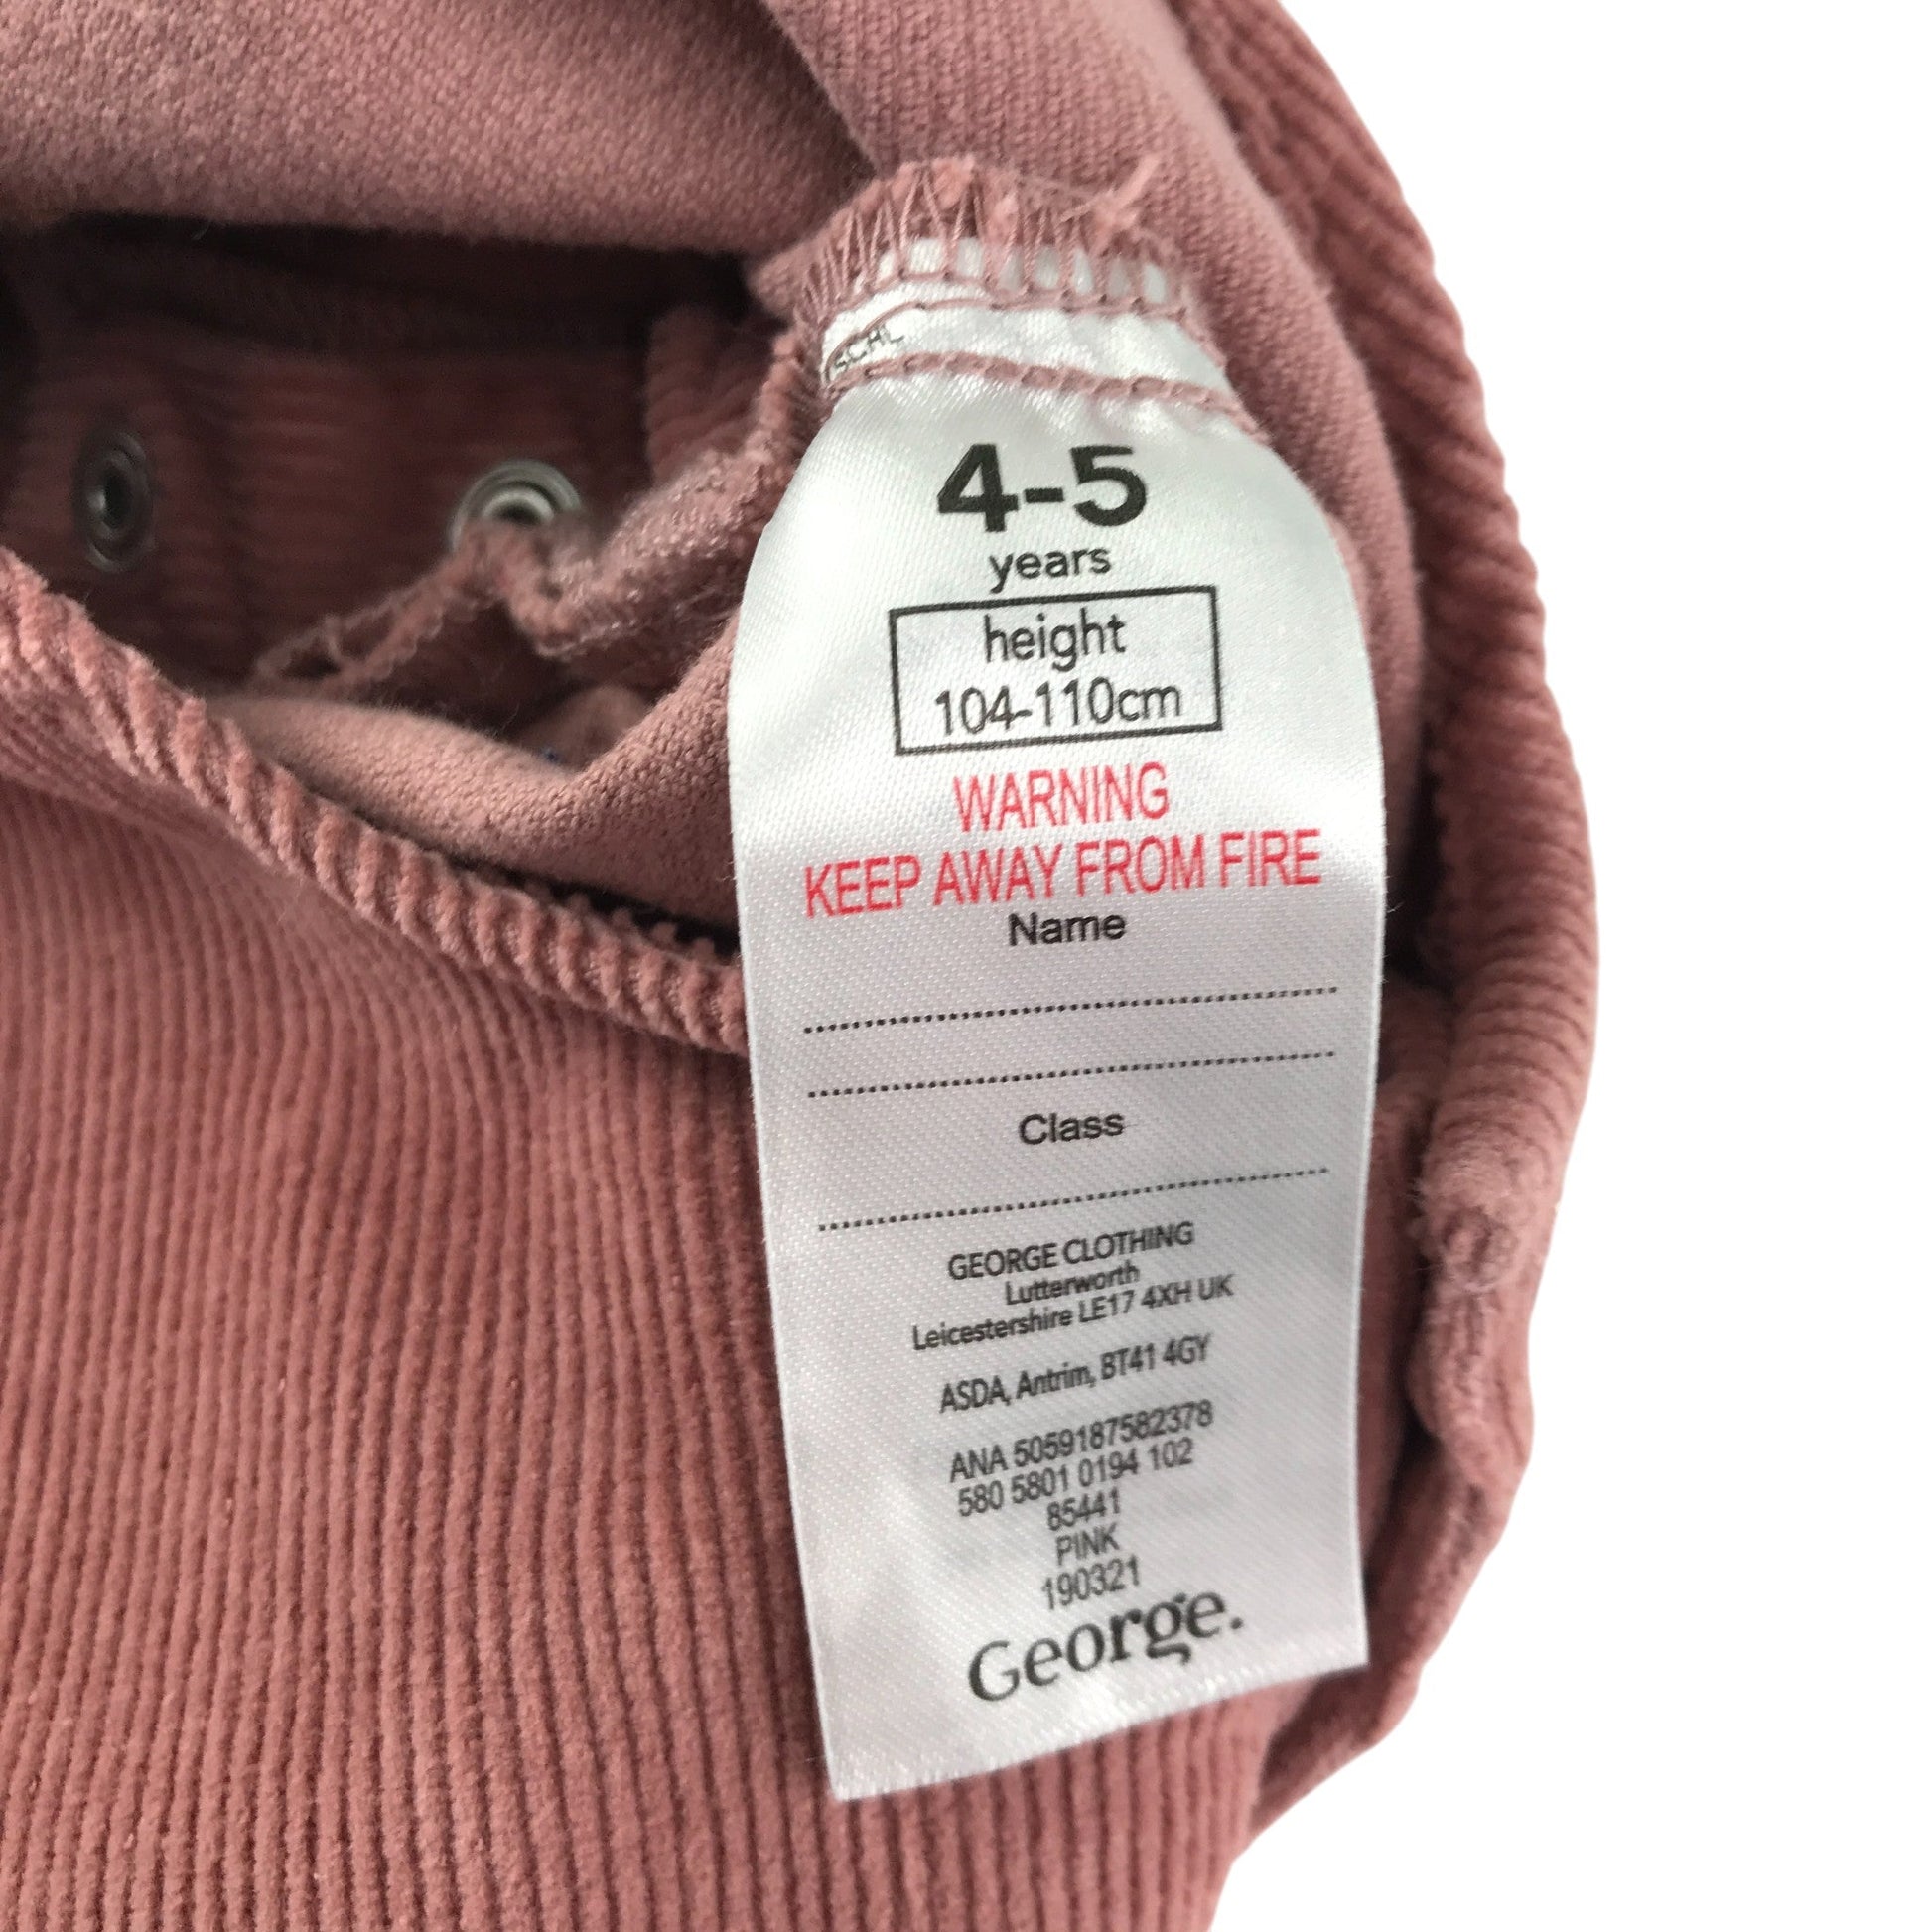 4-5
years
height
104-110cm
WARNING
KEEP AWAY FROM FIRE
Name
Class
GEORGE CLOTHING
Lutterworth
Leicestershire LE17 4XH UK
ASDA, Antrim, BT41 4GY
ANA 5059187582378
580 5801 0194 102
85441
PINK
190321
George.